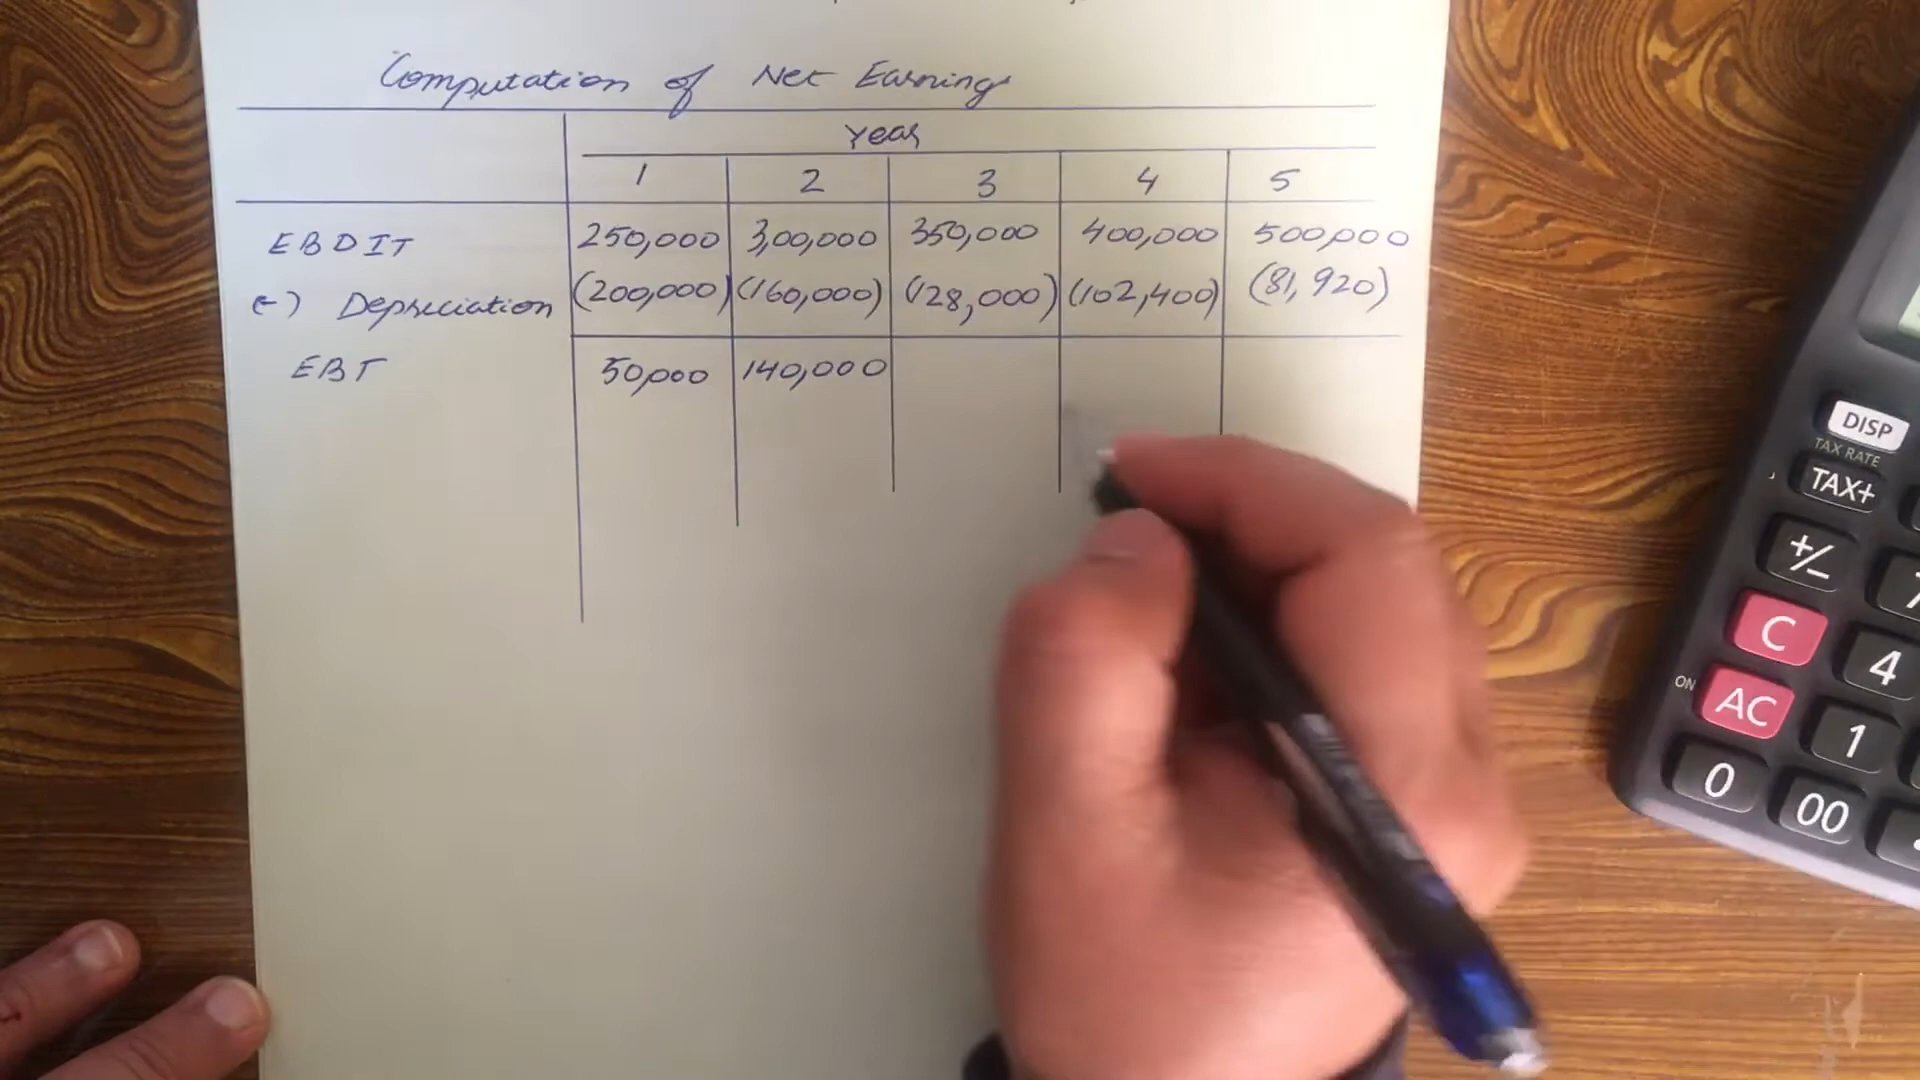 Computation of Net Earnings
Year
1 2 3 4 5
EBDIT 250,000 3,00,000 350,000 400,000 500,000
(-) Depreciation (200,000) (160,000) (128,000) (102,400) (81,920)
EBT 50,000 140,000
DISP
TAX RATE
TAX+
+/-
C 4
ON AC 1
0 00